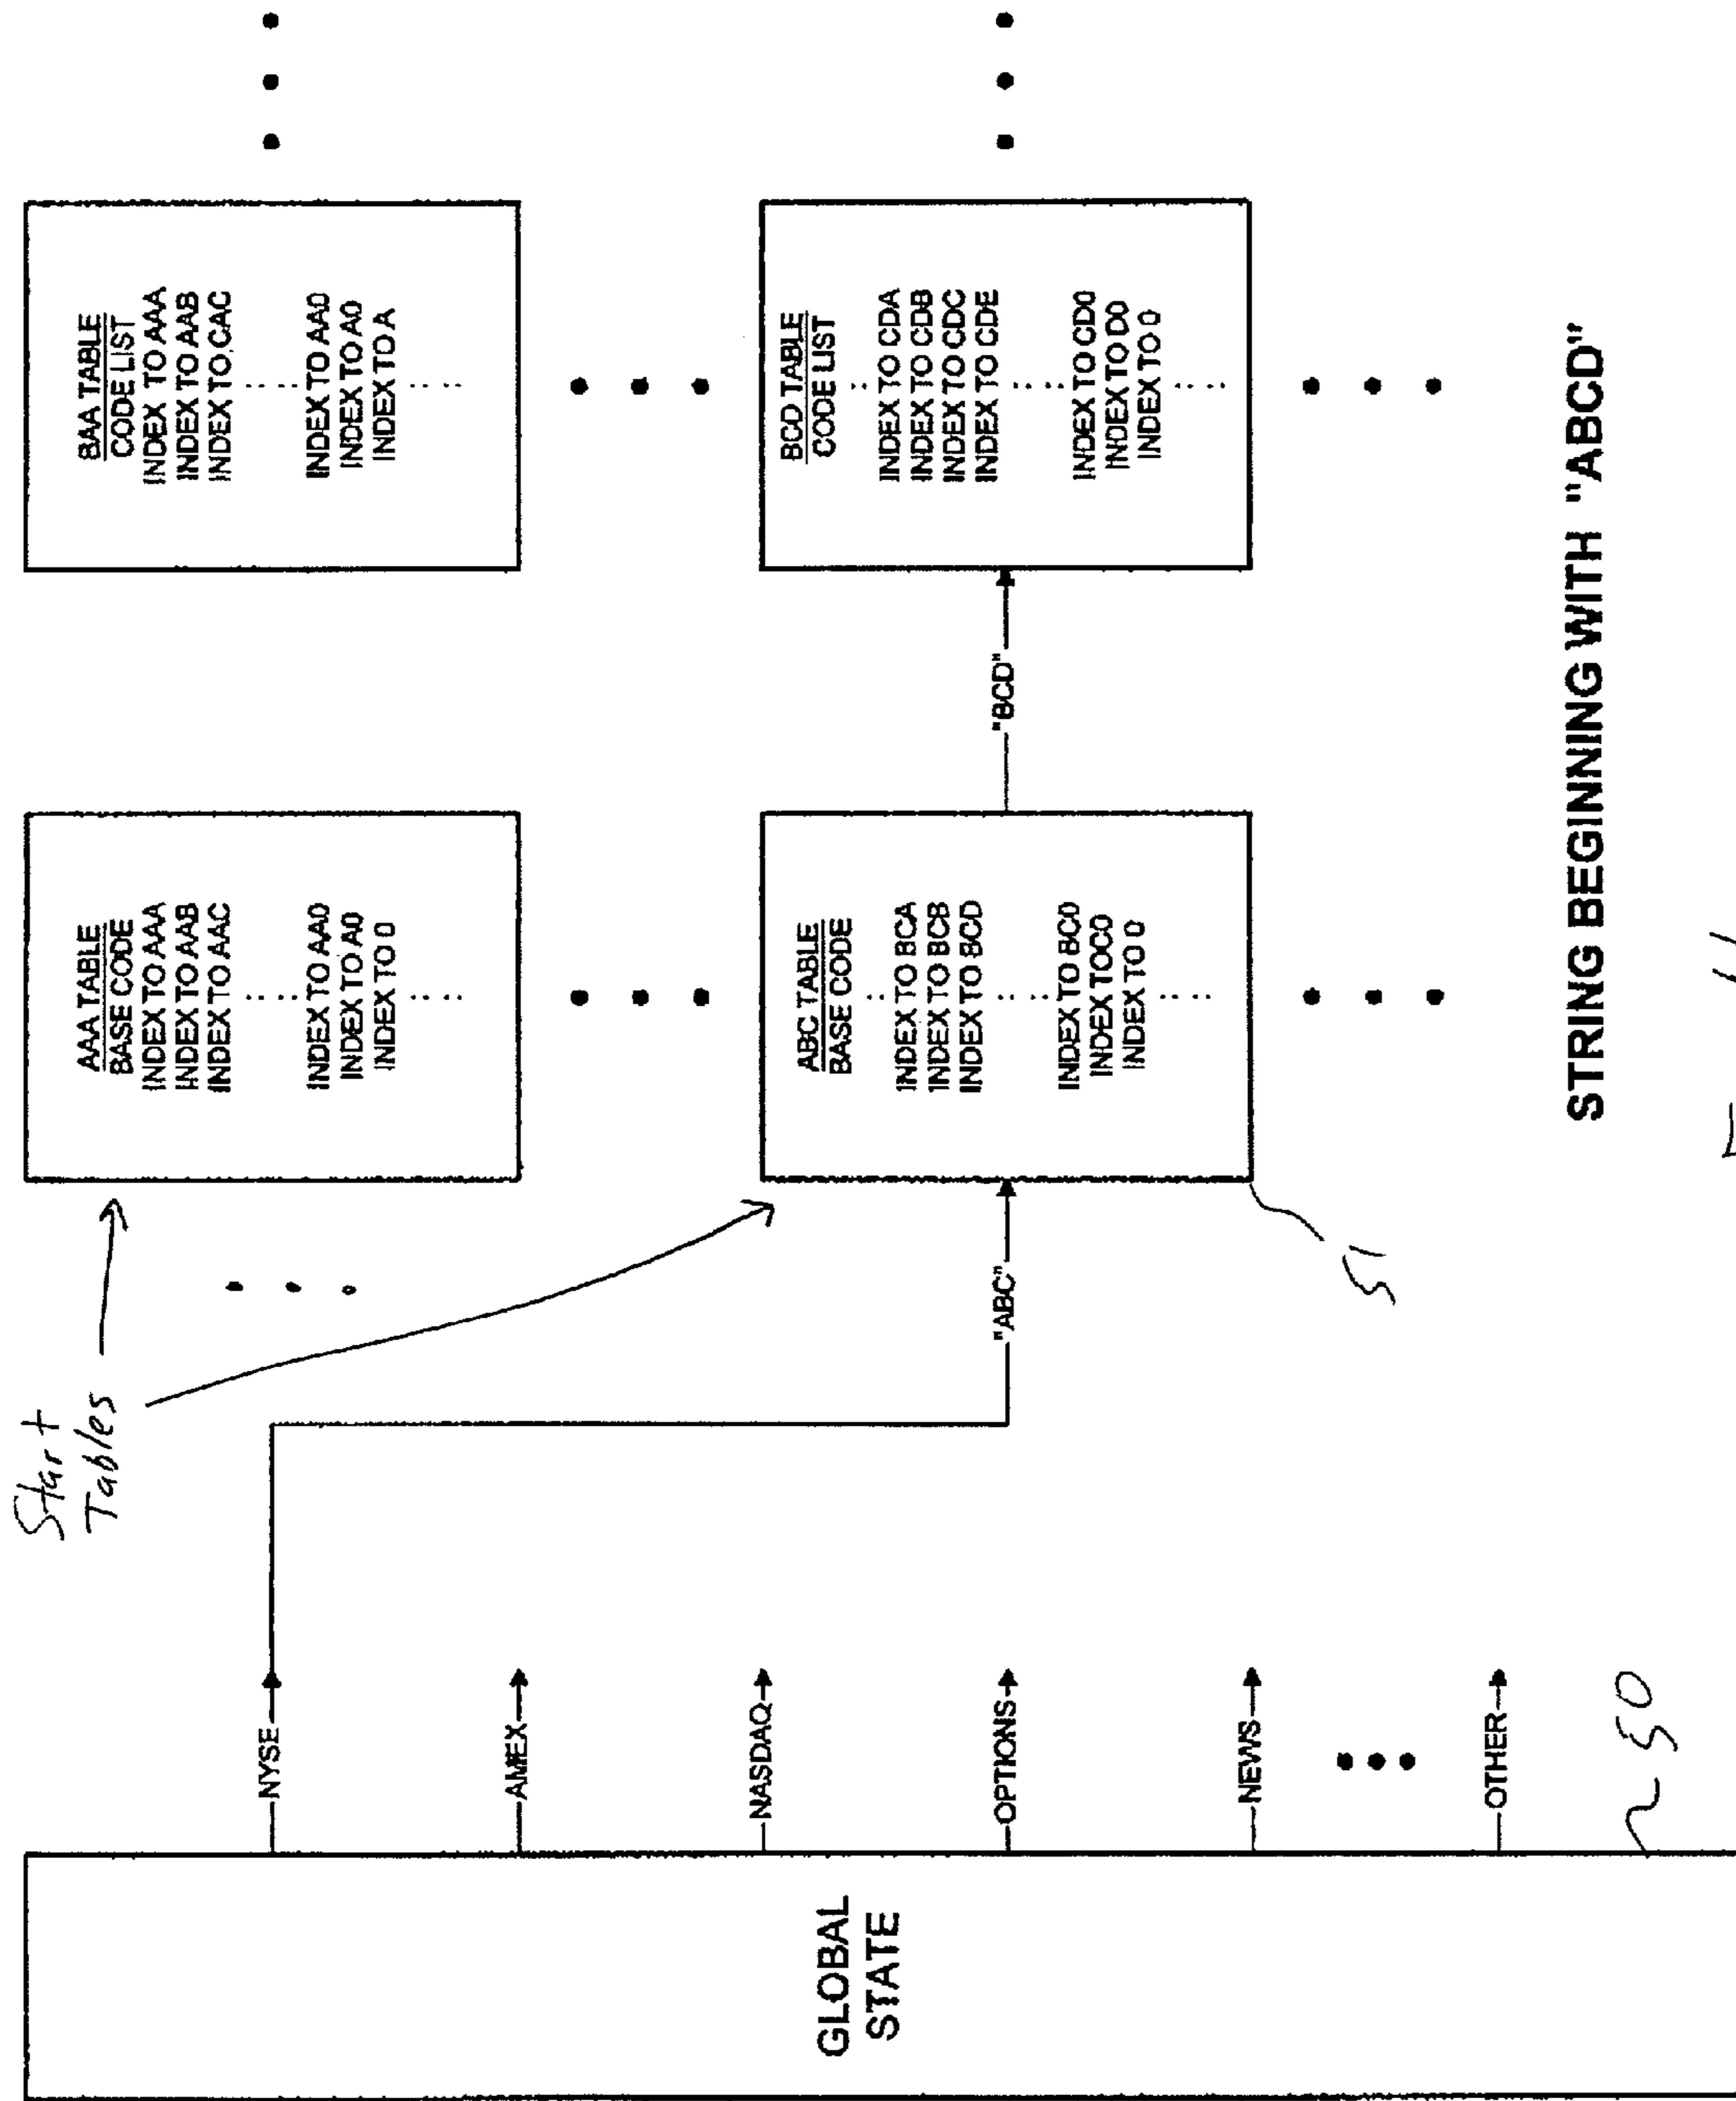 Start
Tables
GLOBAL
STATE
NYSE
AMEX
NASDAQ
OPTIONS
NEWS
OTHER
50
AAA TABLE
BASE CODE
INDEX TO AAA
INDEX TO AAB
INDEX TO AAC
INDEX TO AA0
INDEX TO A0
INDEX TO 0
BAA TABLE
CODE LIST
INDEX TO AAA
INDEX TO AAB
INDEX TO CAC
INDEX TO AA0
INDEX TO A0
INDEX TO A
"ABC"
ABC TABLE
BASE CODE
INDEX TO BCA
INDEX TO BCB
INDEX TO BCD
INDEX TO BC0
INDEX TOOC0
INDEX TO 0
51
"BCD"
BCD TABLE
CODE LIST
INDEX TO CDA
INDEX TO CDB
INDEX TO CDC
INDEX TO CDE
INDEX TO CD0
INDEX TO D0
INDEX TO 0
STRING BEGINNING WITH "ABCD"